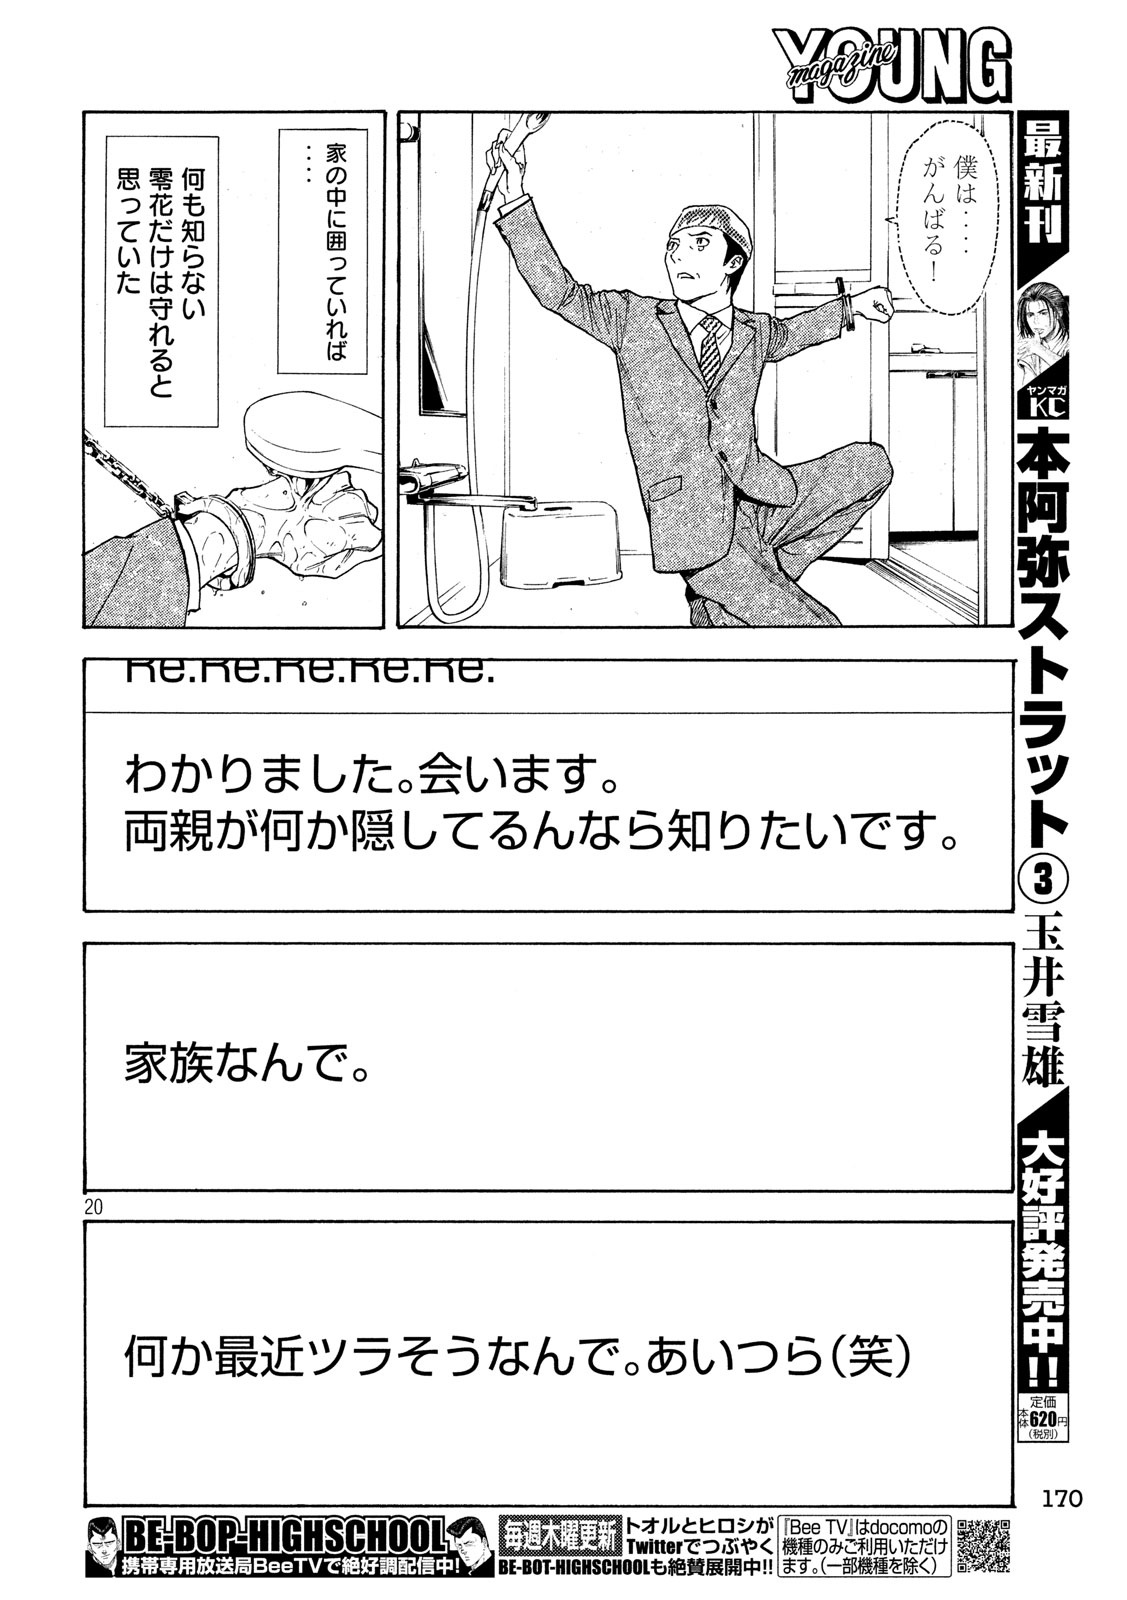 YOUNG
magazine
僕は‥‥
がんばる！
家の中に囲っていれば
‥‥
何も知らない
零花だけは守れると
思っていた
Re.Re.Re.Re.Re.
わかりました。会います。
両親が何か隠してるんなら知りたいです。
家族なんで。
20
何か最近ツラそうなんで。あいつら（笑）
最新刊
ヤンマガ
KC
本阿弥ストラット③
玉井雪雄
大好評発売中!!
定価
本体620円
(税別)
170
BE-BOP-HIGHSCHOOL
携帯専用放送局BeeTVで絶好調配信中!
毎週木曜更新
トオルとヒロシが
Twitterでつぶやく
BE-BOT-HIGHSCHOOLも絶賛展開中!!
『Bee TV』はdocomoの
機種のみご利用いただけ
ます。(一部機種を除く)